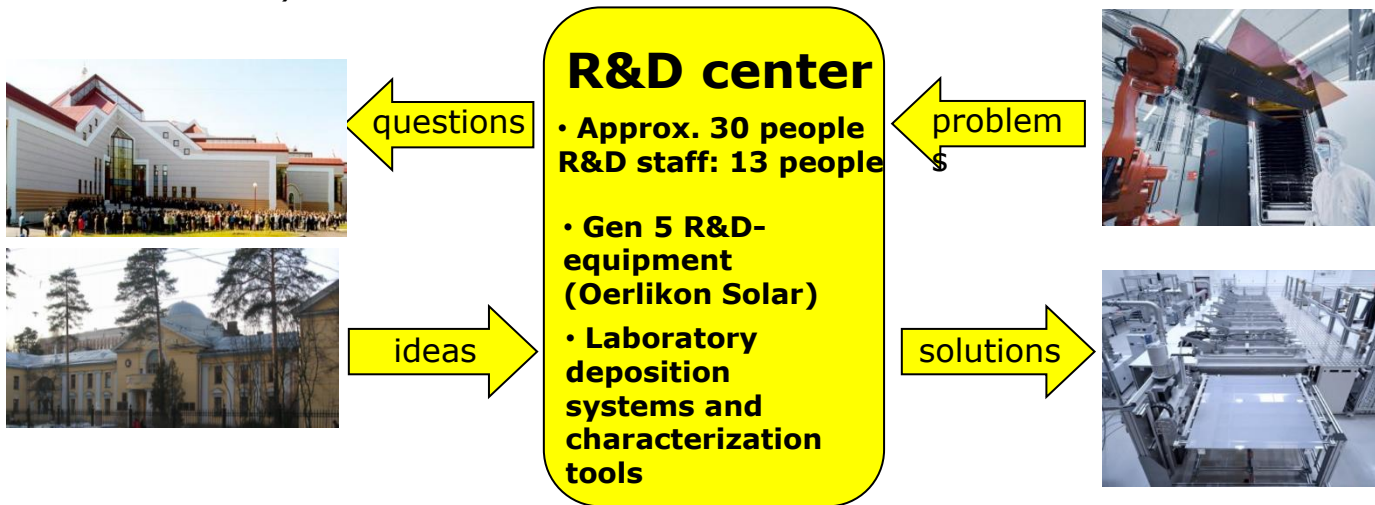 R&D center
questions
• Approx. 30 people
R&D staff: 13 people
problem
s
• Gen 5 R&D-
equipment
(Oerlikon Solar)
ideas
• Laboratory
deposition
systems and
characterization
tools
solutions